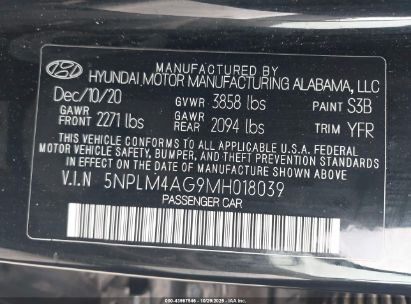 MANUFACTURED BY
HYUNDAI MOTOR MANUFACTURING ALABAMA, LLC
Dec/10/20 GVWR 3858 lbs PAINT S3B
GAWR FRONT 2271 lbs GAWR REAR 2094 lbs TRIM YFR
THIS VEHICLE CONFORMS TO ALL APPLICABLE U.S.A FEDERAL
MOTOR VEHICLE SAFETY, BUMPER, AND THEFT PREVENTION
STANDARDS IN EFFECT ON THE DATE OF MANUFACTURE SHOWN ABOVE.
V.I.N 5NPLM4AG9MH018039
PASSENGER CAR